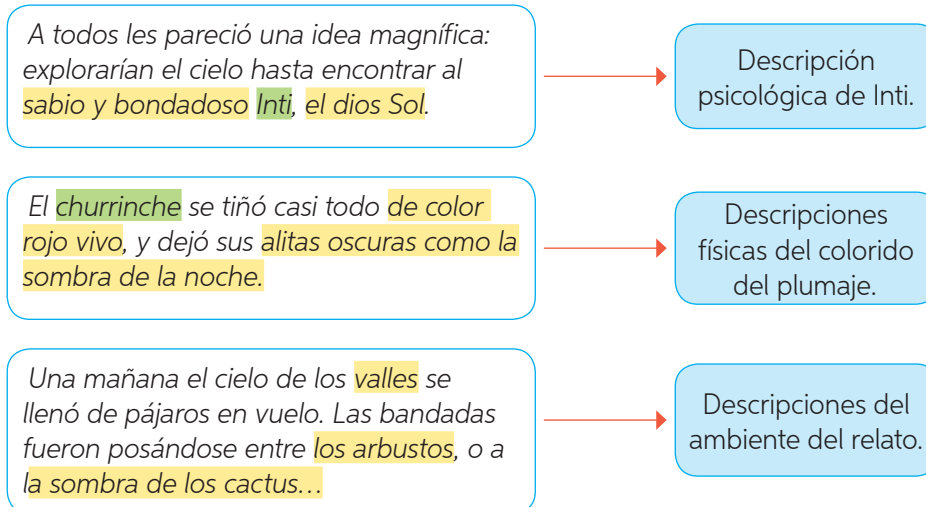 A todos les pareció una idea magnífica:
explorarían el cielo hasta encontrar al
sabio y bondadoso Inti, el dios Sol.
Descripción
psicológica de Inti.
El churrinche se tiñó casi todo de color
rojo vivo, y dejó sus alitas oscuras como la
sombra de la noche.
Descripciones
físicas del colorido
del plumaje.
Una mañana el cielo de los valles se
llenó de pájaros en vuelo. Las bandadas
fueron posándose entre los arbustos, o a
la sombra de los cactus...
Descripciones del
ambiente del relato.